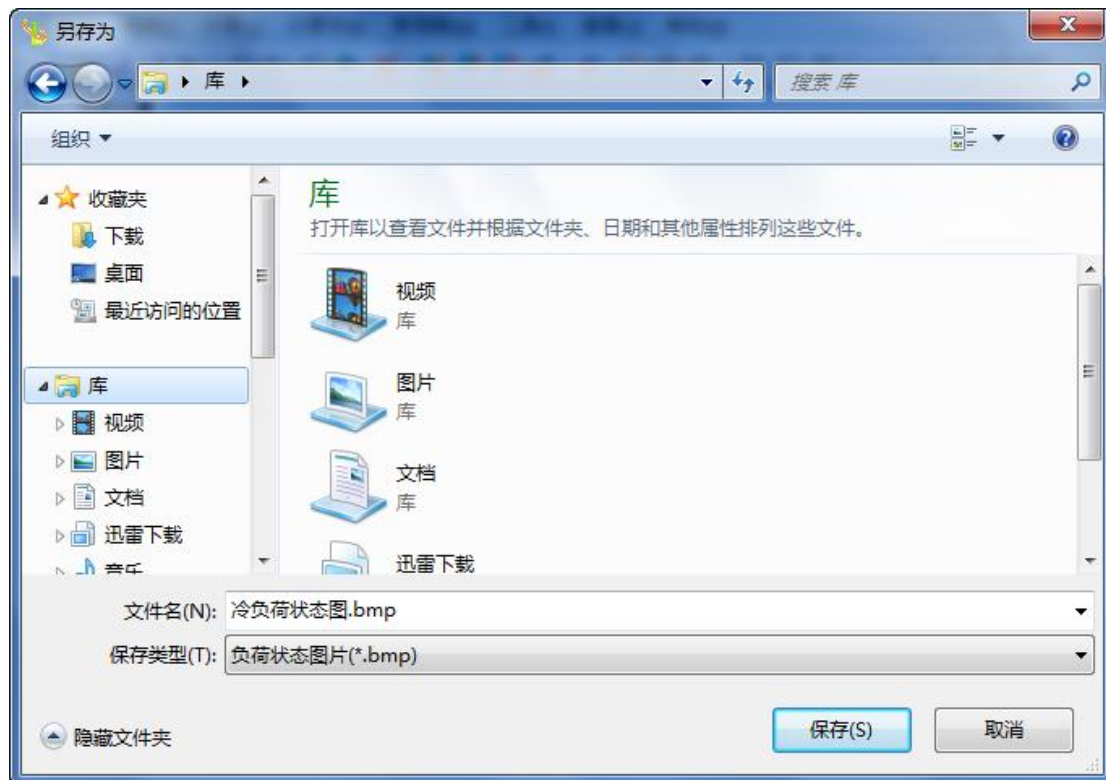 另存为
库
搜索 库
组织
收藏夹
下载
桌面
最近访问的位置
库
视频
图片
文档
迅雷下载
音乐
库
打开库以查看文件并根据文件夹、日期和其他属性排列这些文件。
视频
库
图片
库
文档
库
迅雷下载
文件名(N): 冷负荷状态图.bmp
保存类型(T): 负荷状态图片(*.bmp)
隐藏文件夹
保存(S)
取消